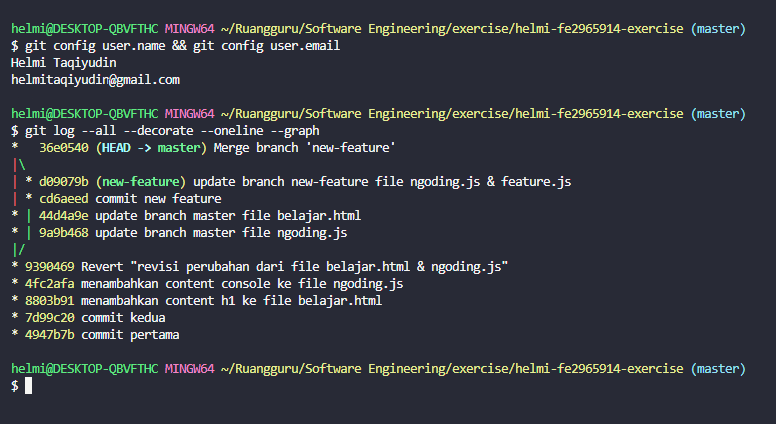 helmi@DESKTOP-QBVFTHC MINGW64 ~/Ruangguru/Software Engineering/exercise/helmi-fe2965914-exercise (master)
$ git config user.name && git config user.email
Helmi Taqiyudin
helmitaqiyudin@gmail.com
helmi@DESKTOP-QBVFTHC MINGW64 ~/Ruangguru/Software Engineering/exercise/helmi-fe2965914-exercise (master)
$ git log --all --decorate --oneline --graph
*   36e0540 (HEAD -> master) Merge branch 'new-feature'
|\
| * d09079b (new-feature) update branch new-feature file ngoding.js & feature.js
| * cd6aeed commit new feature
* | 44d4a9e update branch master file belajar.html
* | 9a9b468 update branch master file ngoding.js
|/
* 9390469 Revert "revisi perubahan dari file belajar.html & ngoding.js"
* 4fc2afa menambahkan content console ke file ngoding.js
* 8803b91 menambahkan content h1 ke file belajar.html
* 7d99c20 commit kedua
* 4947b7b commit pertama
helmi@DESKTOP-QBVFTHC MINGW64 ~/Ruangguru/Software Engineering/exercise/helmi-fe2965914-exercise (master)
$